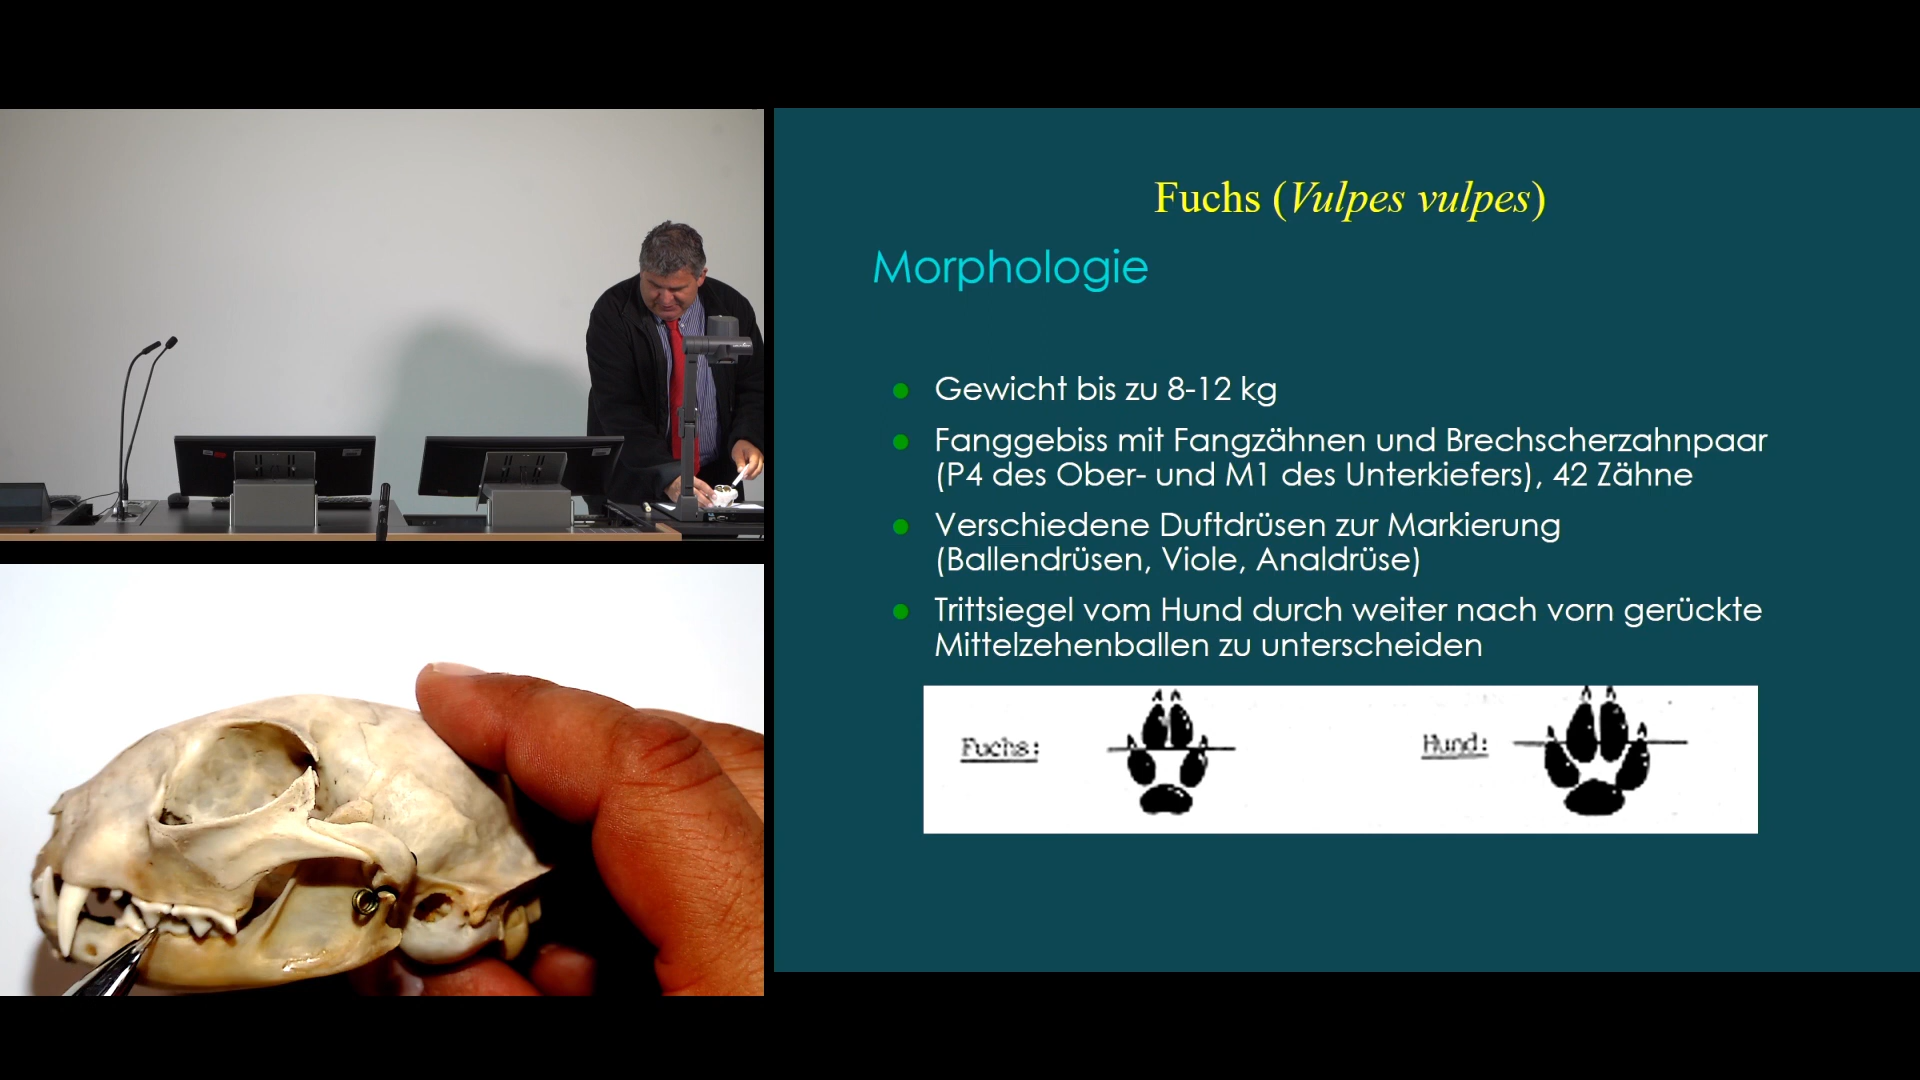 Fuchs (Vulpes vulpes)
Morphologie
Gewicht bis zu 8-12 kg
Fanggebiss mit Fangzähnen und Brechscherzahnpaar
(P4 des Ober- und M1 des Unterkiefers), 42 Zähne
Verschiedene Duftdrüsen zur Markierung
(Ballendrüsen, Viole, Analdrüse)
Trittsiegel vom Hund durch weiter nach vorn gerückte
Mittelzehenballen zu unterscheiden
Fuchs:
Hund: